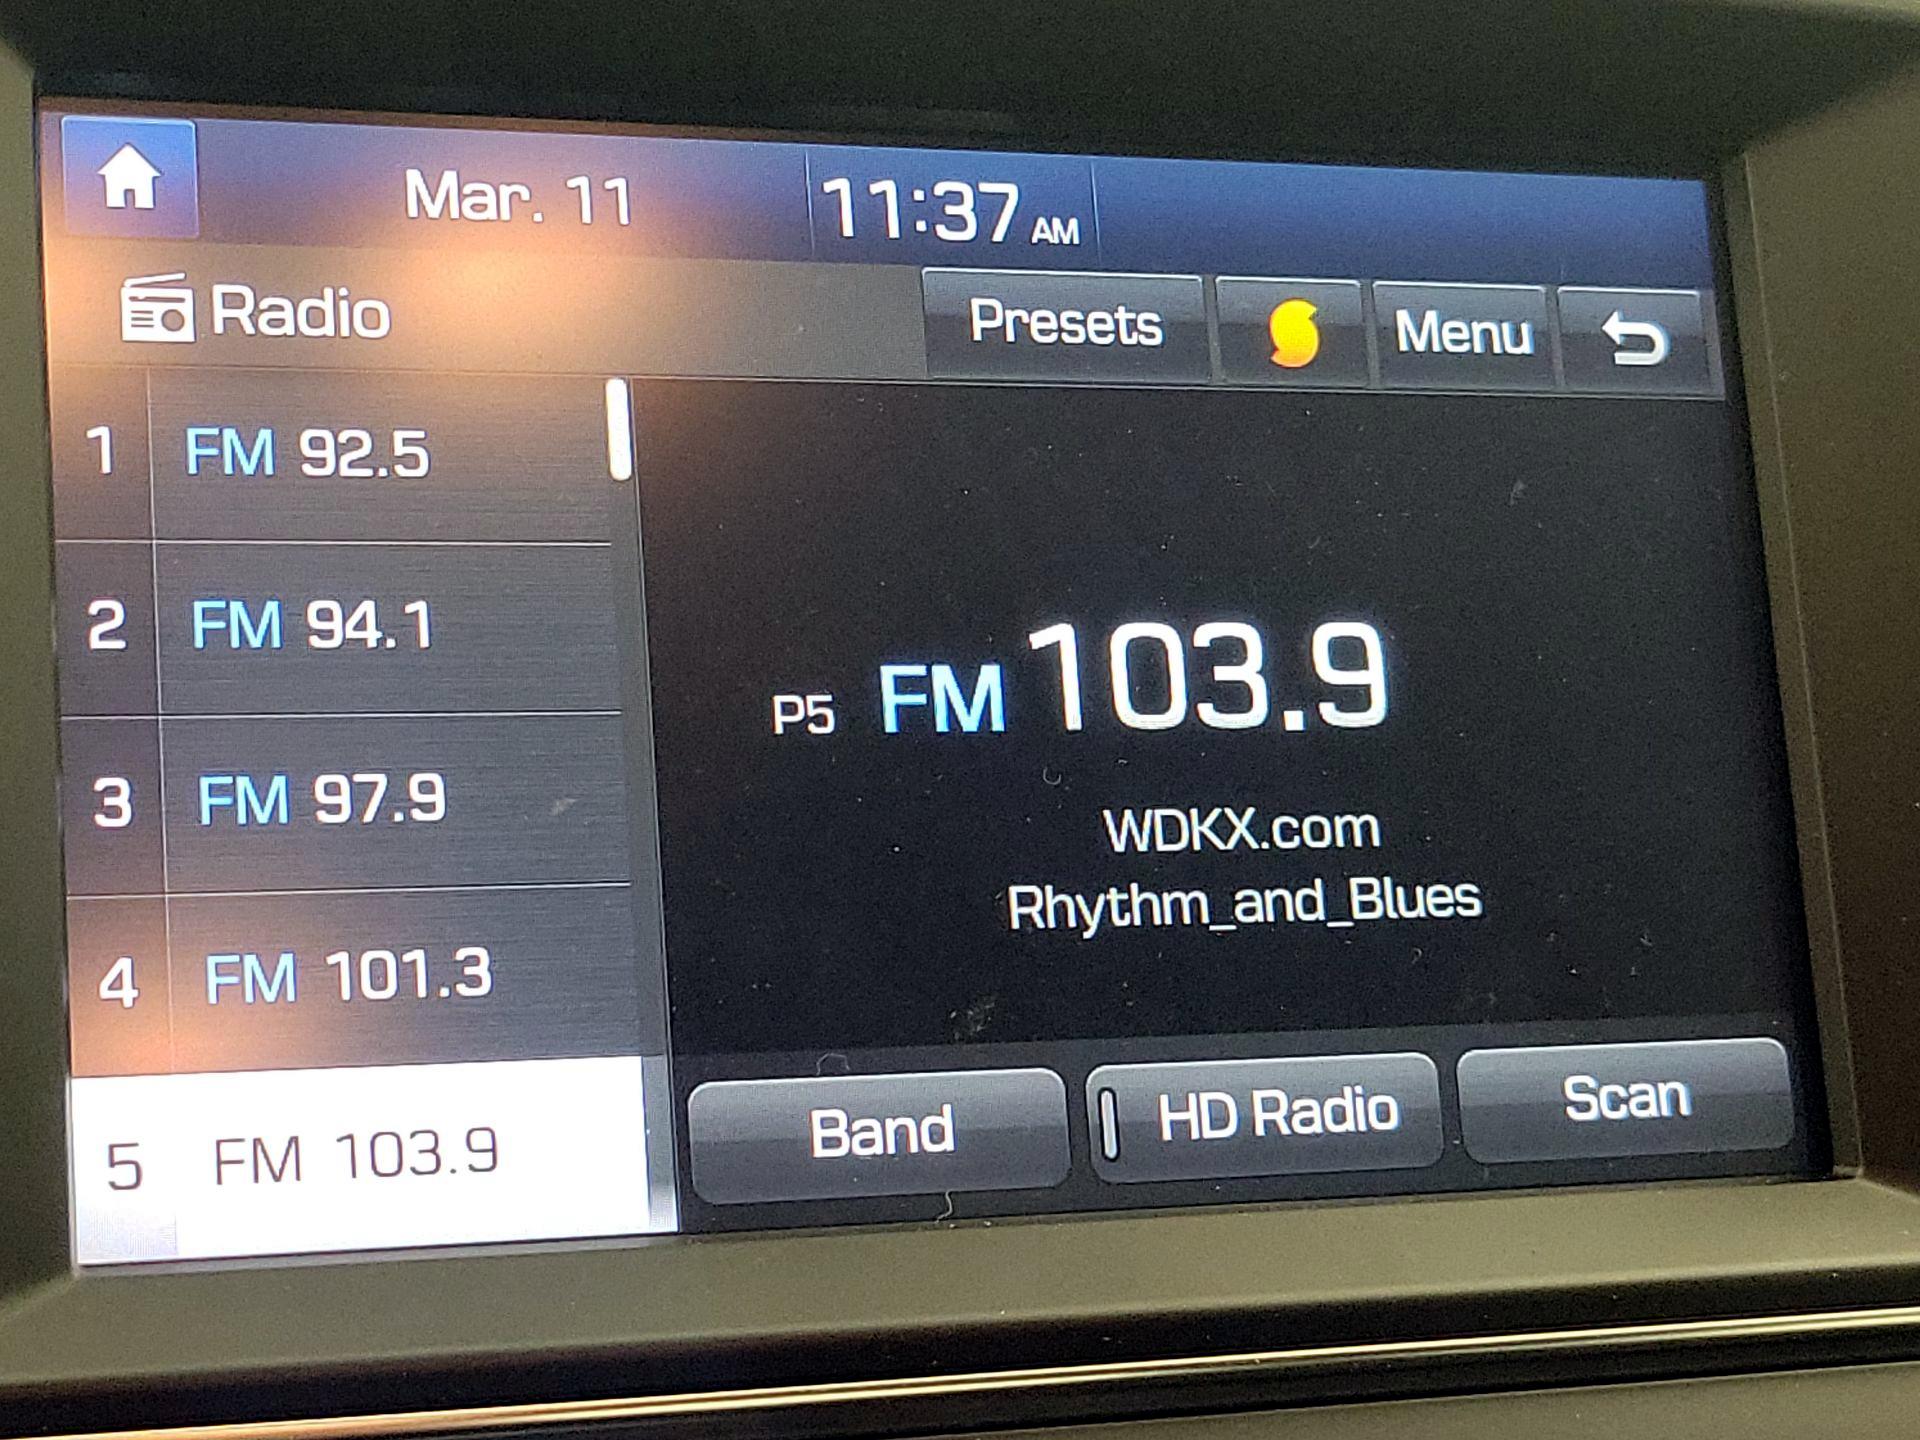 Mar. 11 11:37 AM
Radio Presets Menu
1 FM 92.5
2 FM 94.1
3 FM 97.9
4 FM 101.3
5 FM 103.9
P5 FM 103.9
WDKX.com
Rhythm_and_Blues
Band HD Radio Scan